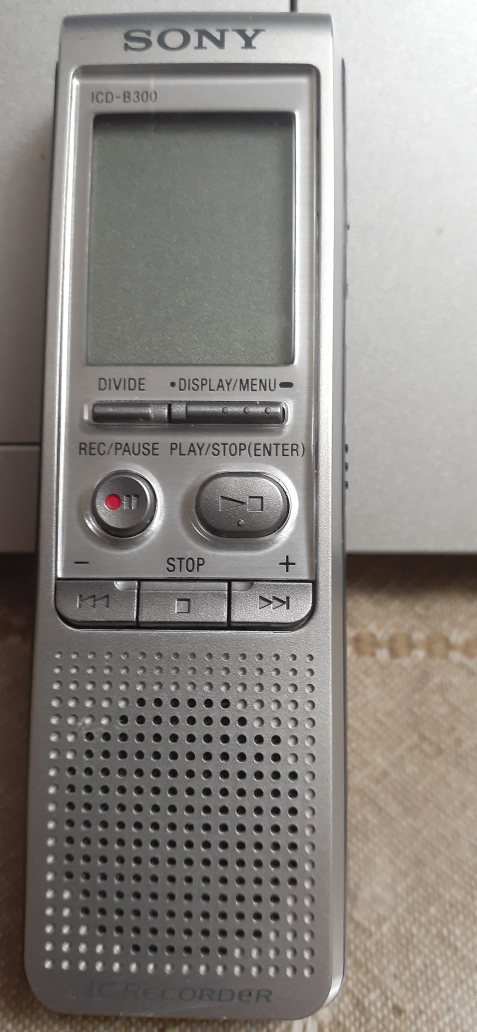 SONY
ICD-B300
DIVIDE •DISPLAY/MENU
REC/PAUSE PLAY/STOP(ENTER)
− STOP +
IC RECORDER